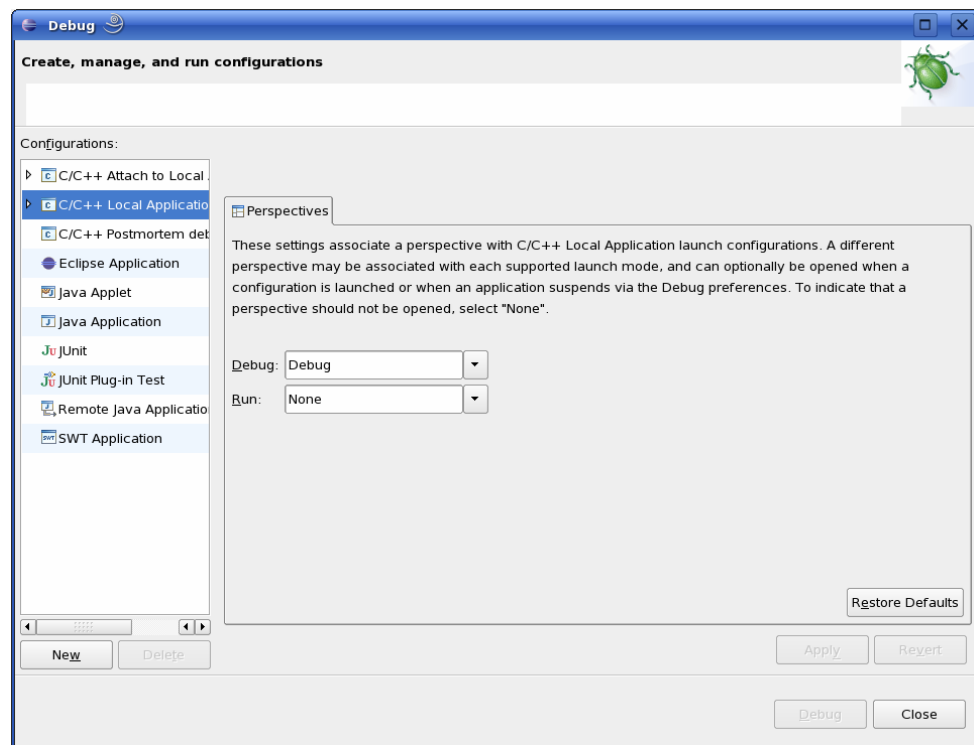 Debug
Create, manage, and run configurations
Configurations:
C/C++ Attach to Local
C/C++ Local Applicatio
C/C++ Postmortem det
Eclipse Application
Java Applet
Java Application
Ju JUnit
JUnit Plug-in Test
Remote Java Applicatio
SWT Application
New
Delete
Perspectives
These settings associate a perspective with C/C++ Local Application launch configurations. A different
perspective may be associated with each supported launch mode, and can optionally be opened when a
configuration is launched or when an application suspends via the Debug preferences. To indicate that a
perspective should not be opened, select "None".
Debug: Debug
Run: None
Restore Defaults
Apply
Revert
Debug
Close